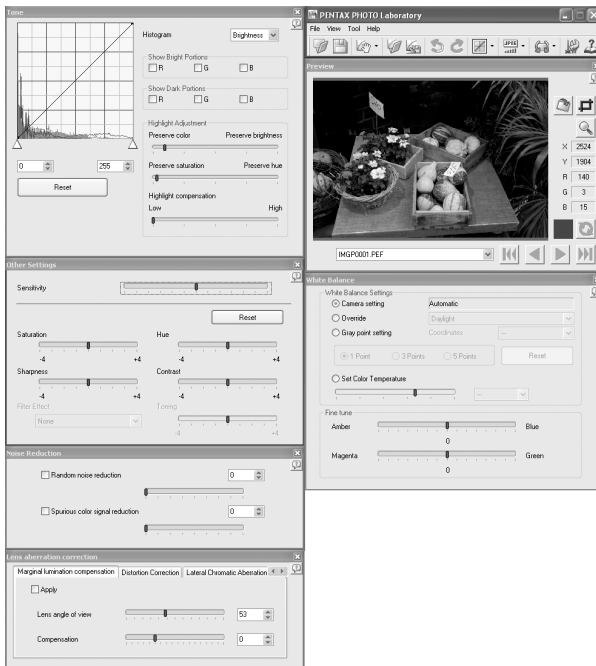 Tone
Histogram
Brightness
Show Bright Portions
R G B
Show Dark Portions
R G B
Highlight Adjustment
Preserve color Preserve brightness
Preserve saturation Preserve hue
Highlight compensation
Low High
0 255
Reset
Other Settings
Sensitivity
Reset
Saturation Hue
-4 +4 -4 +4
Sharpness Contrast
-4 +4 -4 +4
Filter Effect Toning
None
-4 +4
Noise Reduction
Random noise reduction 0
Spurious color signal reduction 0
Lens aberration correction
Marginal lumination compensation Distortion Correction Lateral Chromatic Aberration
Apply
Lens angle of view 53
Compensation 0
PENTAX PHOTO Laboratory
File View Tool Help
JPEG
Preview
X 2524
Y 1904
R 140
G 3
B 15
IMGP0001.PEF
White Balance
White Balance Settings
Camera setting Automatic
Override Daylight
Gray point setting Coordinates --
1 Point 3 Points 5 Points Reset
Set Color Temperature
--
Fine tune
Amber Blue
0
Magenta Green
0